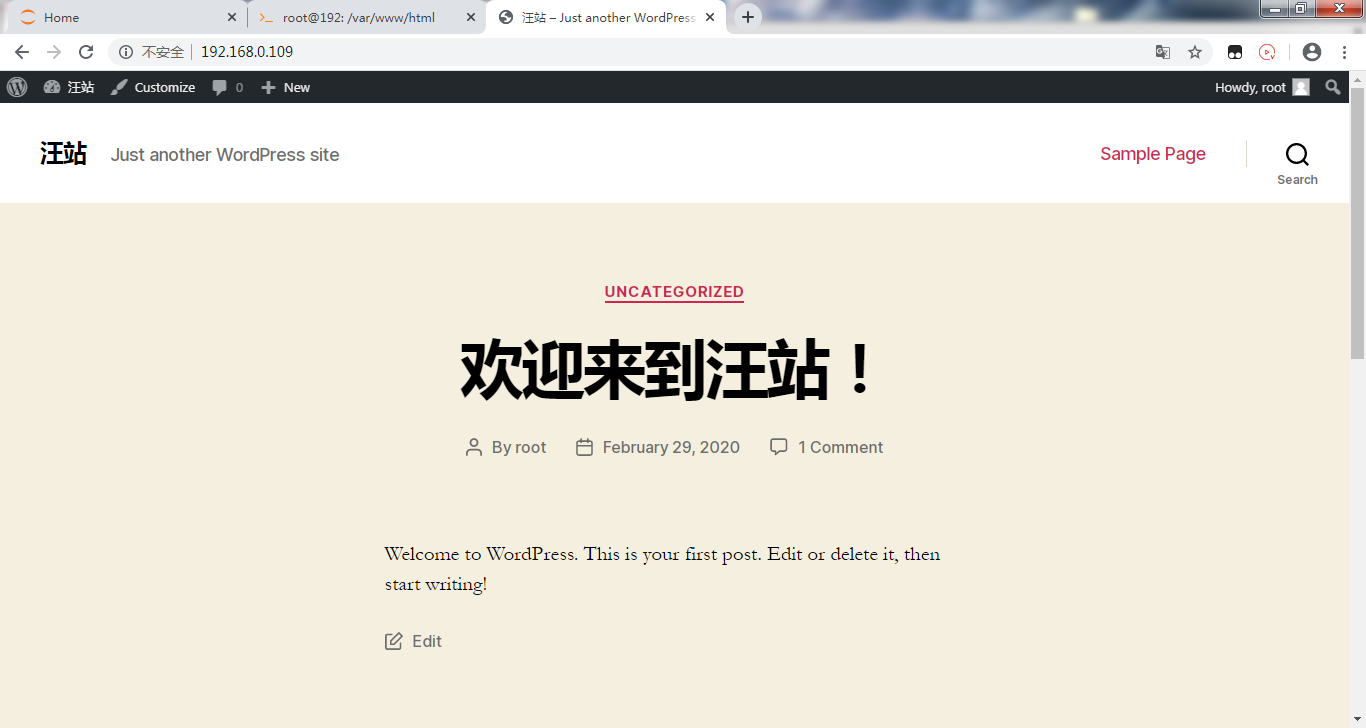 Home
root@192: /var/www/html
汪站 – Just another WordPress
不安全 192.168.0.109
汪站 Customize 0 New Howdy, root
汪站 Just another WordPress site Sample Page
Search
UNCATEGORIZED
欢迎来到汪站！
By root February 29, 2020 1 Comment
Welcome to WordPress. This is your first post. Edit or delete it, then
start writing!
Edit